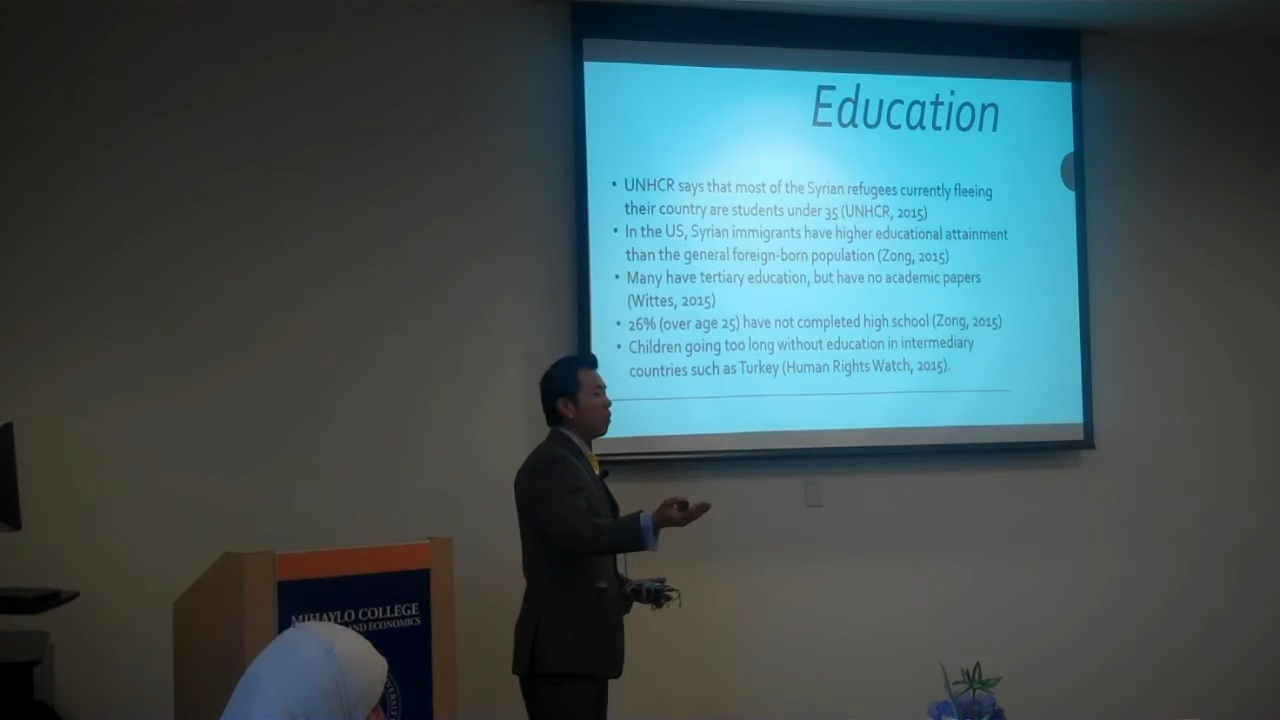 Education
• UNHCR says that most of the Syrian refugees currently fleeing
their country are students under 35 (UNHCR, 2015)
• In the US, Syrian immigrants have higher educational attainment
than the general foreign-born population (Zong, 2015)
• Many have tertiary education, but have no academic papers
(Wittes, 2015)
• 26% (over age 25) have not completed high school (Zong, 2015)
• Children going too long without education in intermediary
countries such as Turkey (Human Rights Watch, 2015).
MIHAYLO COLLEGE
AND ECONOMICS